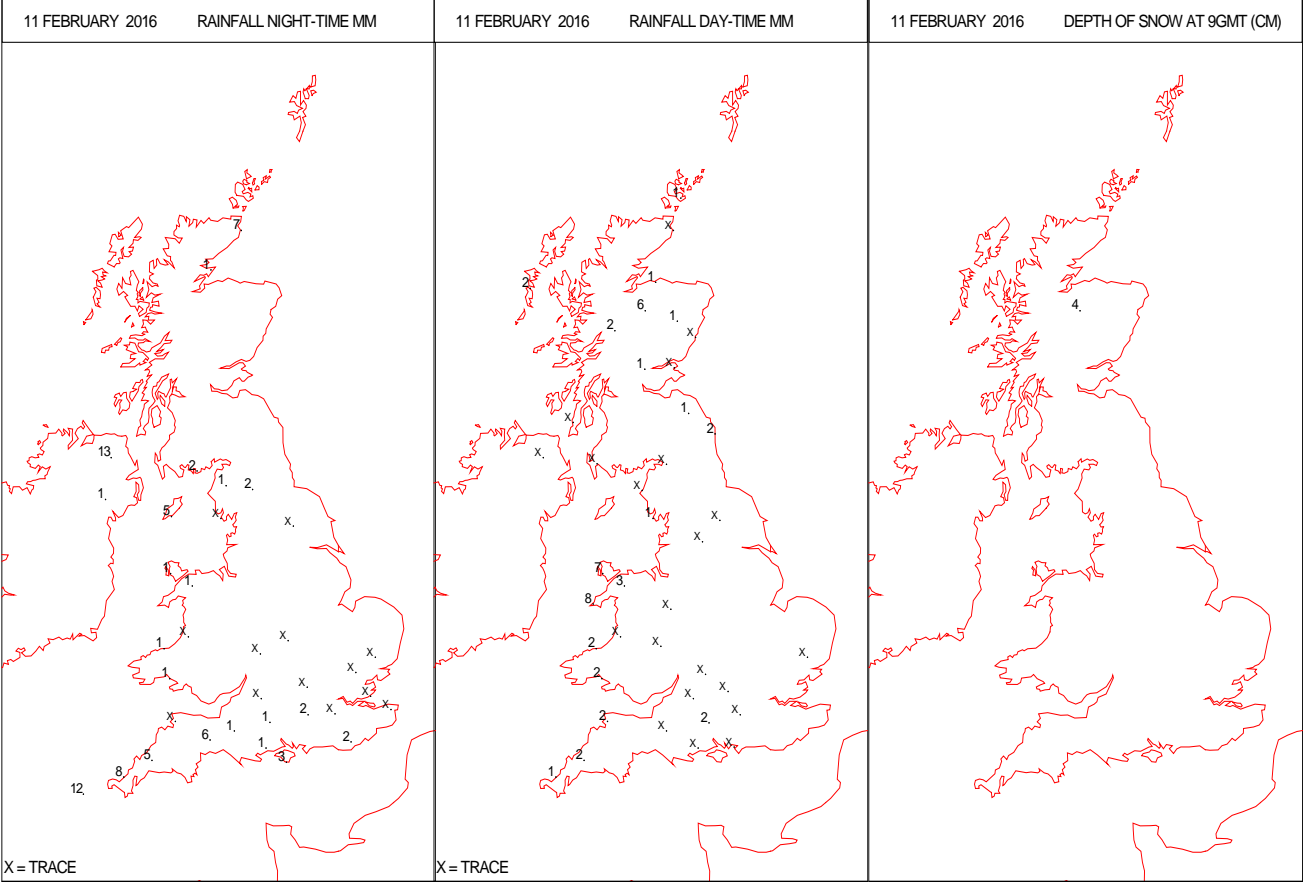 11 FEBRUARY 2016 RAINFALL NIGHT-TIME MM
7
1
13
2
1
2
1
5
X
X
1
1
X
1
X
X
X
1
X
X
X
X
X
2
X
X
1
1
6
2
5
1
3
8
12
X = TRACE
11 FEBRUARY 2016 RAINFALL DAY-TIME MM
1
X
1
2
6
1
2
X
1
X
1
X
2
X
X
X
X
1
X
X
7
3
8
X
X
2
X
X
2
X
X
X
X
2
2
X
X
X
2
1
X = TRACE
11 FEBRUARY 2016 DEPTH OF SNOW AT 9GMT (CM)
4